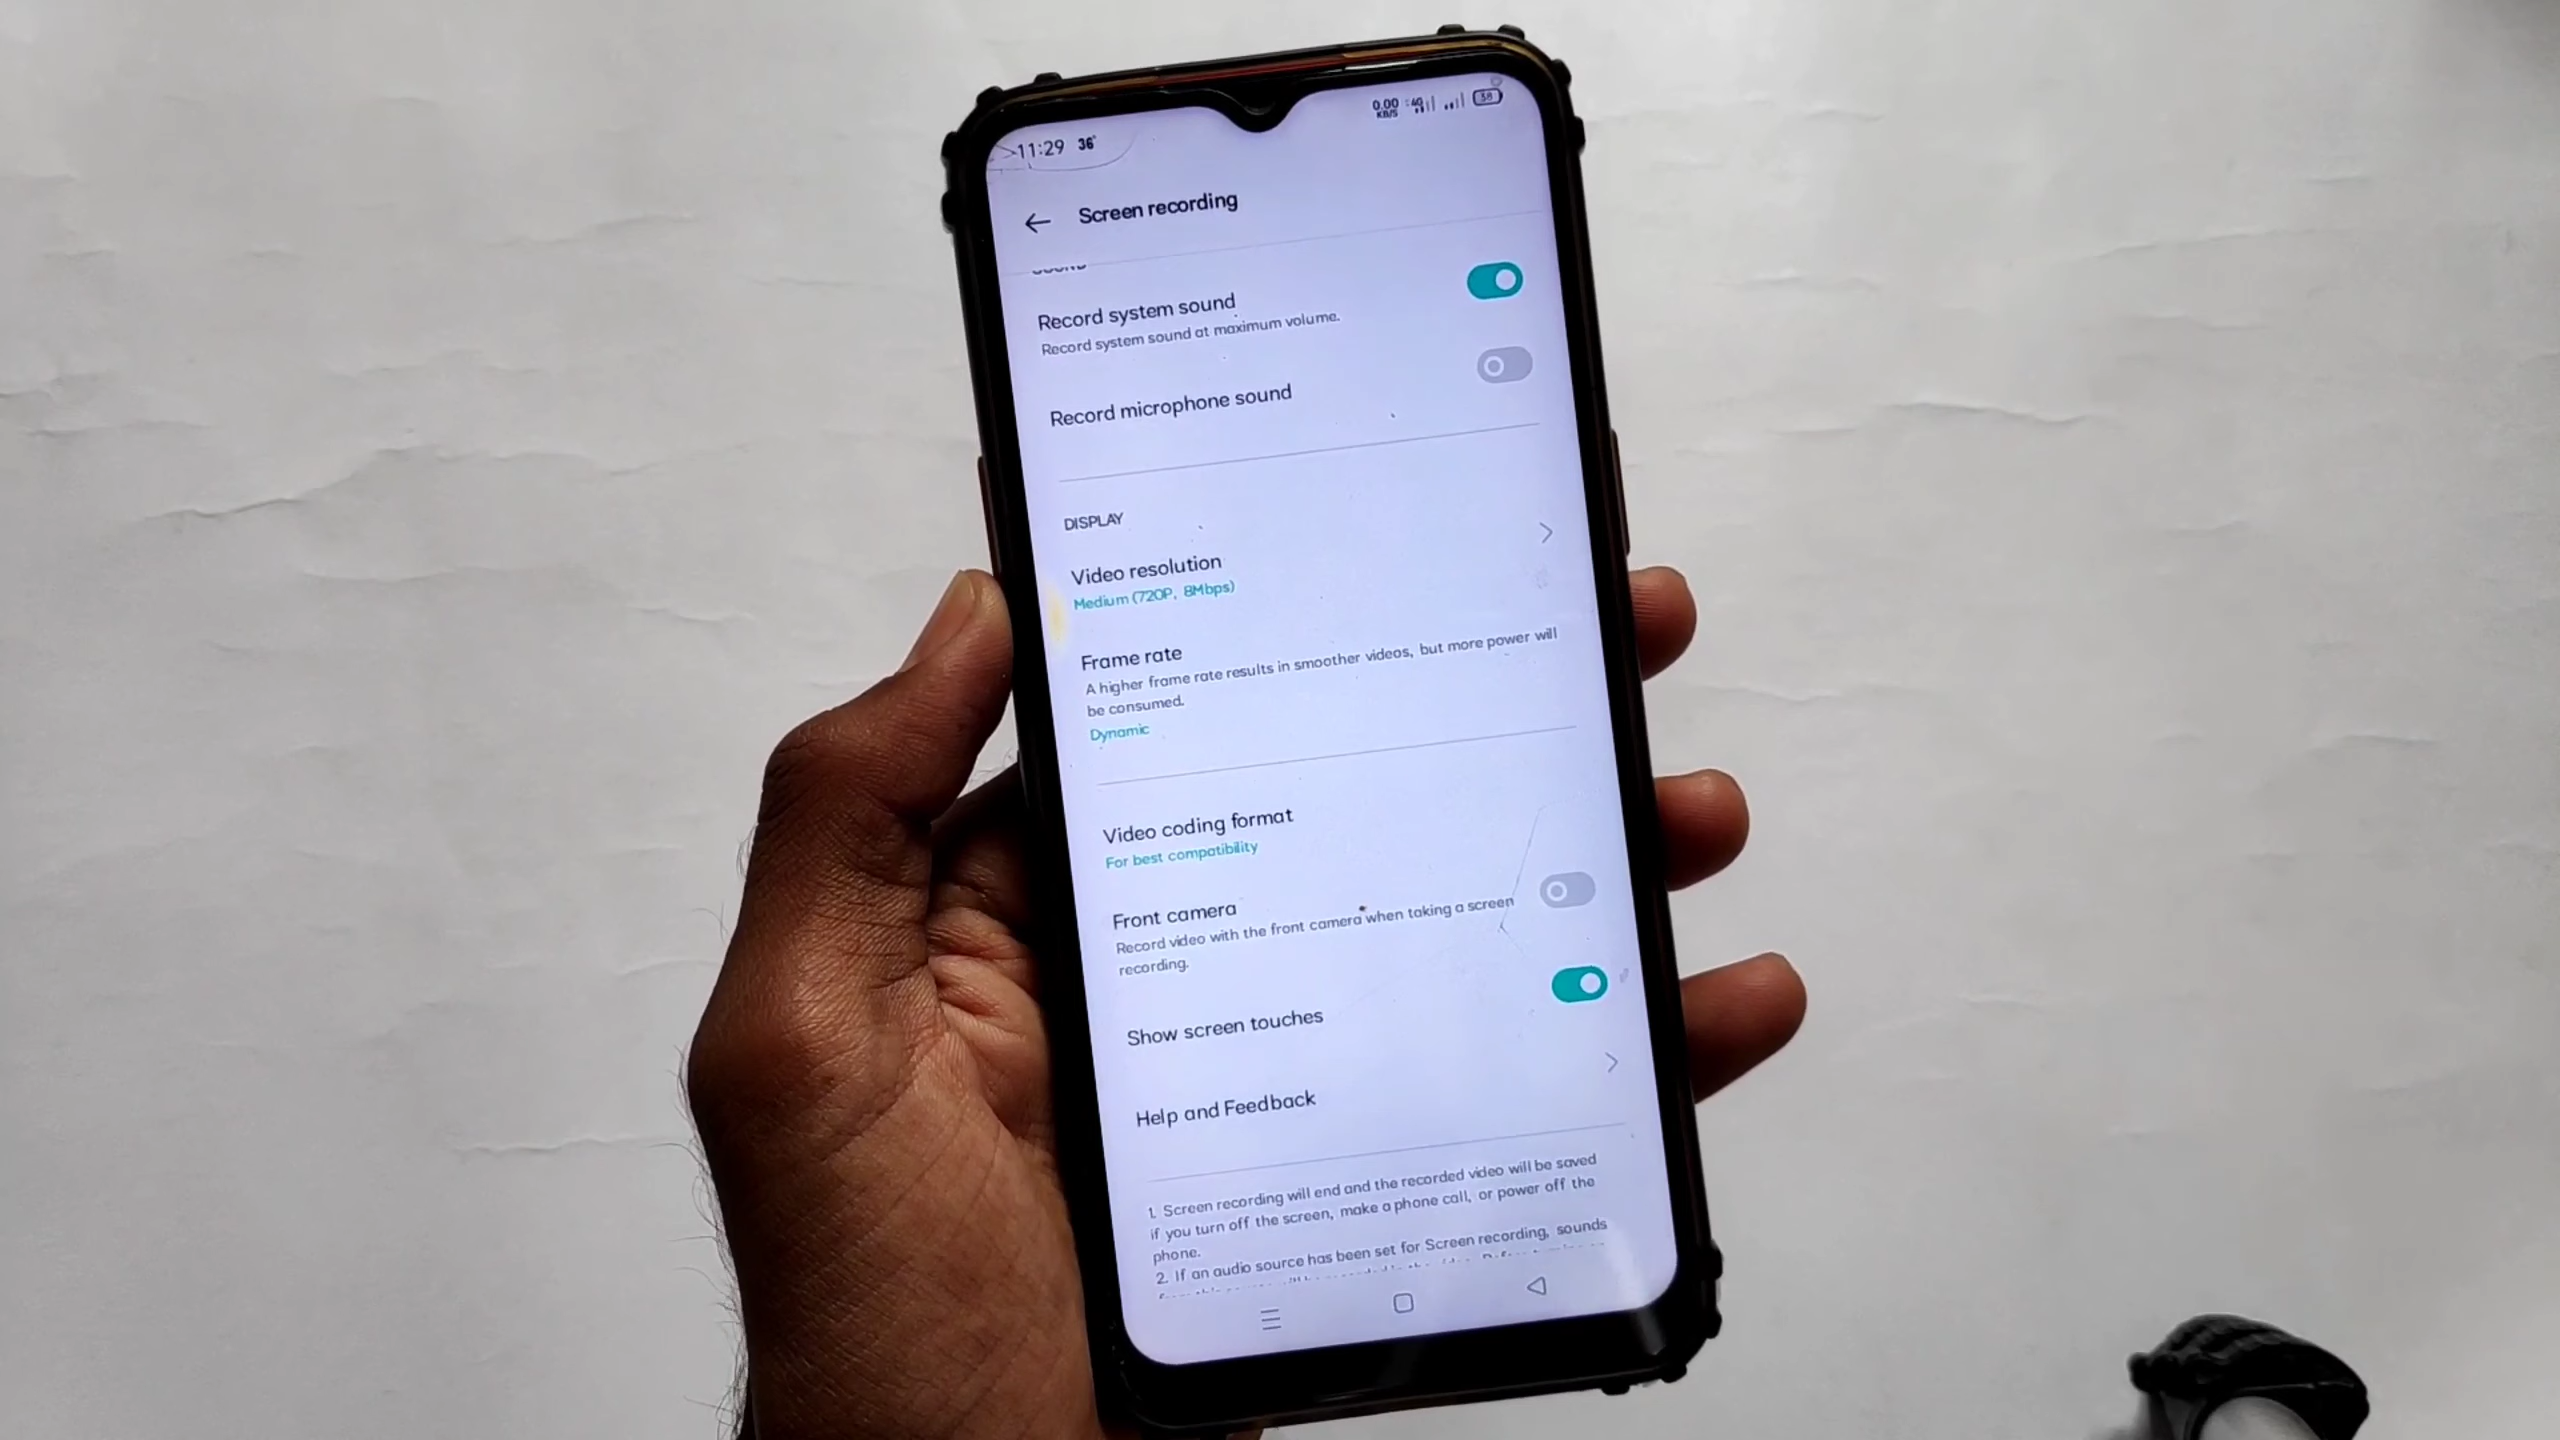 11:29 36°
0.00 KB/S 4G 58
Screen recording
SOUND
Record system sound
Record system sound at maximum volume.
Record microphone sound
DISPLAY
Video resolution
Medium (720P, 8Mbps)
Frame rate
A higher frame rate results in smoother videos, but more power will
be consumed.
Dynamic
Video coding format
For best compatibility
Front camera
Record video with the front camera when taking a screen
recording.
Show screen touches
Help and Feedback
1. Screen recording will end and the recorded video will be saved
if you turn off the screen, make a phone call, or power off the
phone.
2. If an audio source has been set for Screen recording, sounds